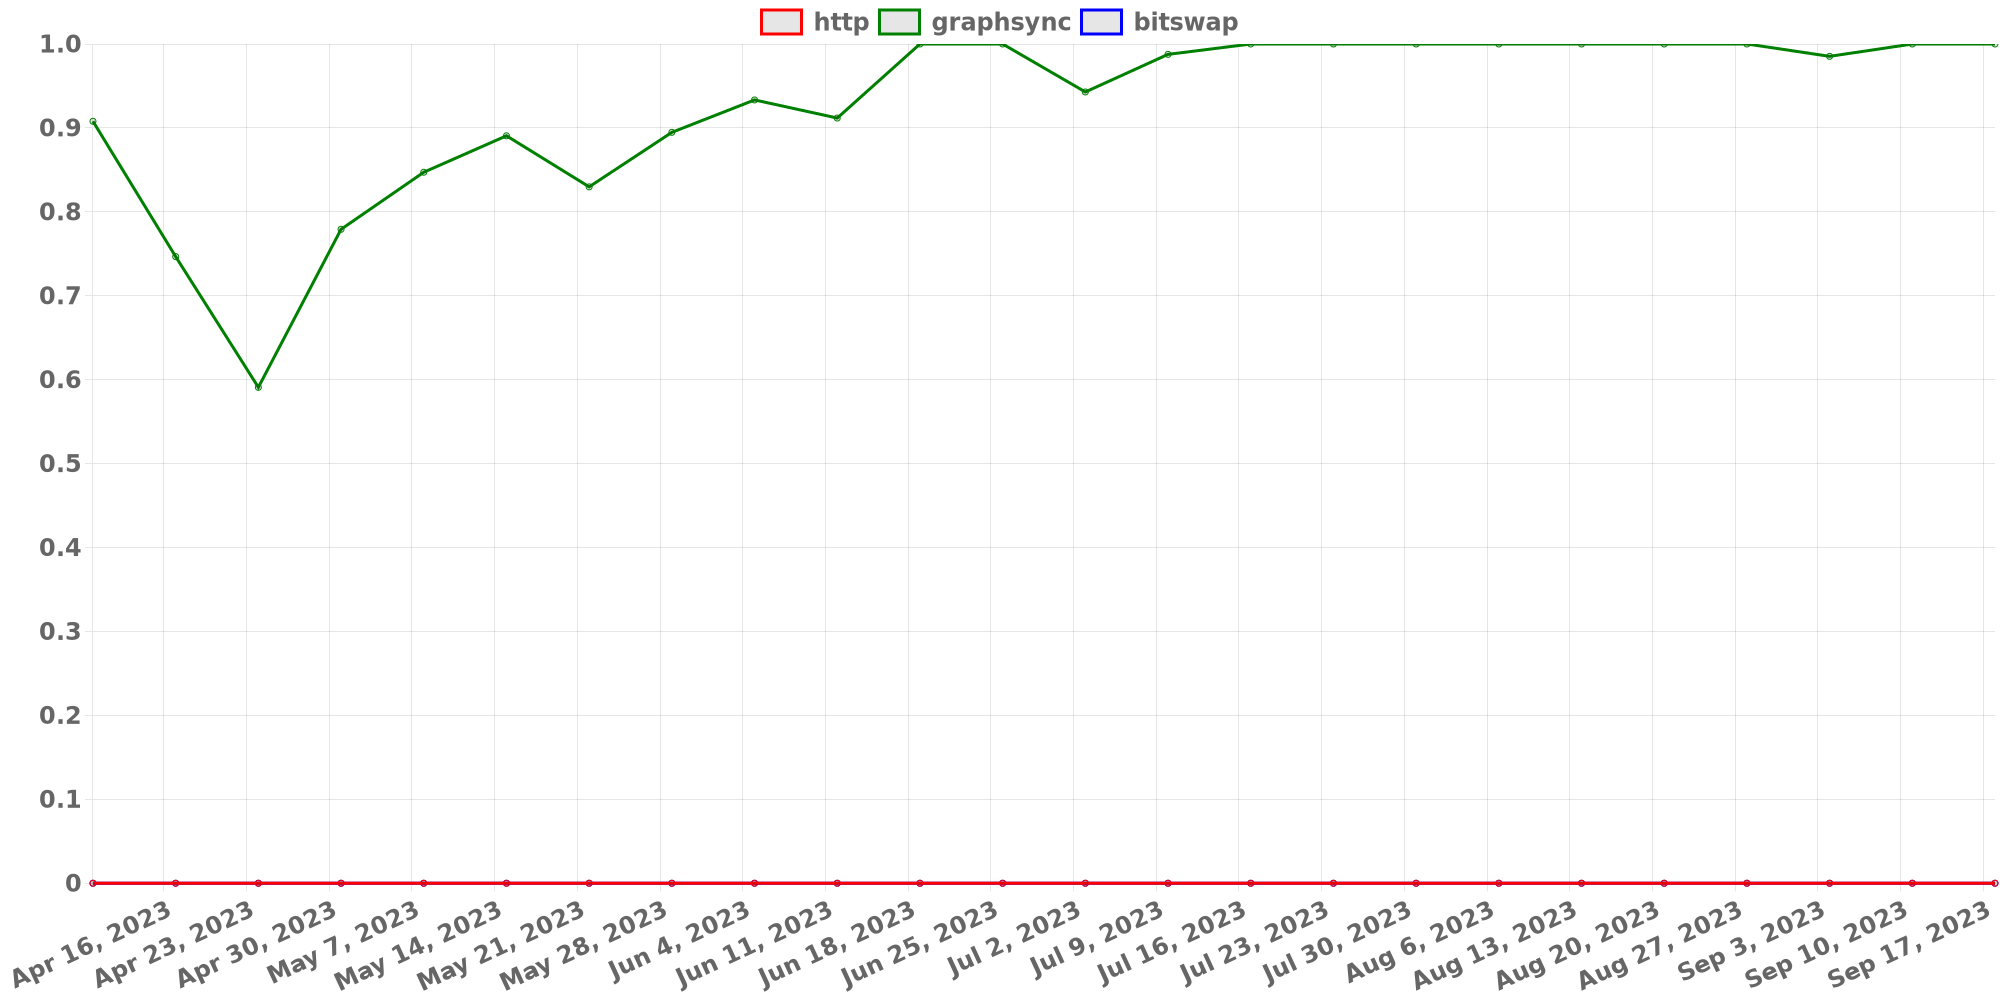 http graphsync bitswap
1.0
0.9
0.8
0.7
0.6
0.5
0.4
0.3
0.2
0.1
0
Apr 16, 2023
Apr 23, 2023
Apr 30, 2023
May 7, 2023
May 14, 2023
May 21, 2023
May 28, 2023
Jun 4, 2023
Jun 11, 2023
Jun 18, 2023
Jun 25, 2023
Jul 2, 2023
Jul 9, 2023
Jul 16, 2023
Jul 23, 2023
Jul 30, 2023
Aug 6, 2023
Aug 13, 2023
Aug 20, 2023
Aug 27, 2023
Sep 3, 2023
Sep 10, 2023
Sep 17, 2023